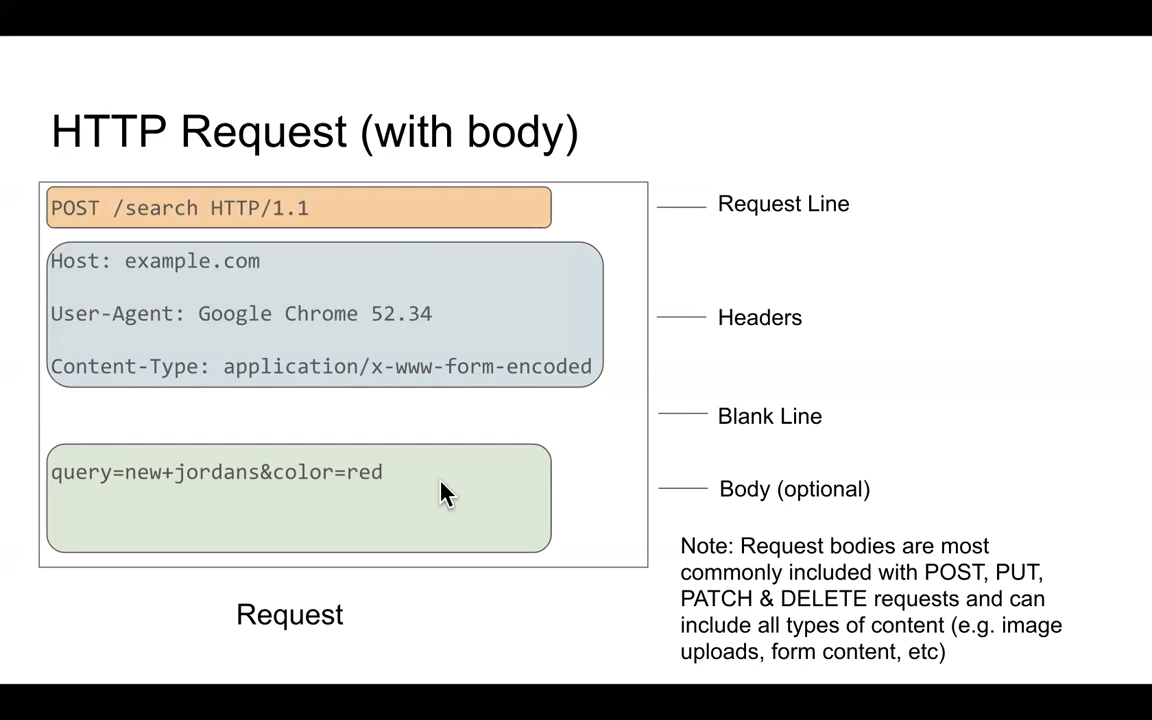 HTTP Request (with body)
POST /search HTTP/1.1
Request Line
Host: example.com
User-Agent: Google Chrome 52.34
Headers
Content-Type: application/x-www-form-encoded
Blank Line
query=new+jordans&color=red
Body (optional)
Note: Request bodies are most
commonly included with POST, PUT,
PATCH & DELETE requests and can
include all types of content (e.g. image
uploads, form content, etc)
Request